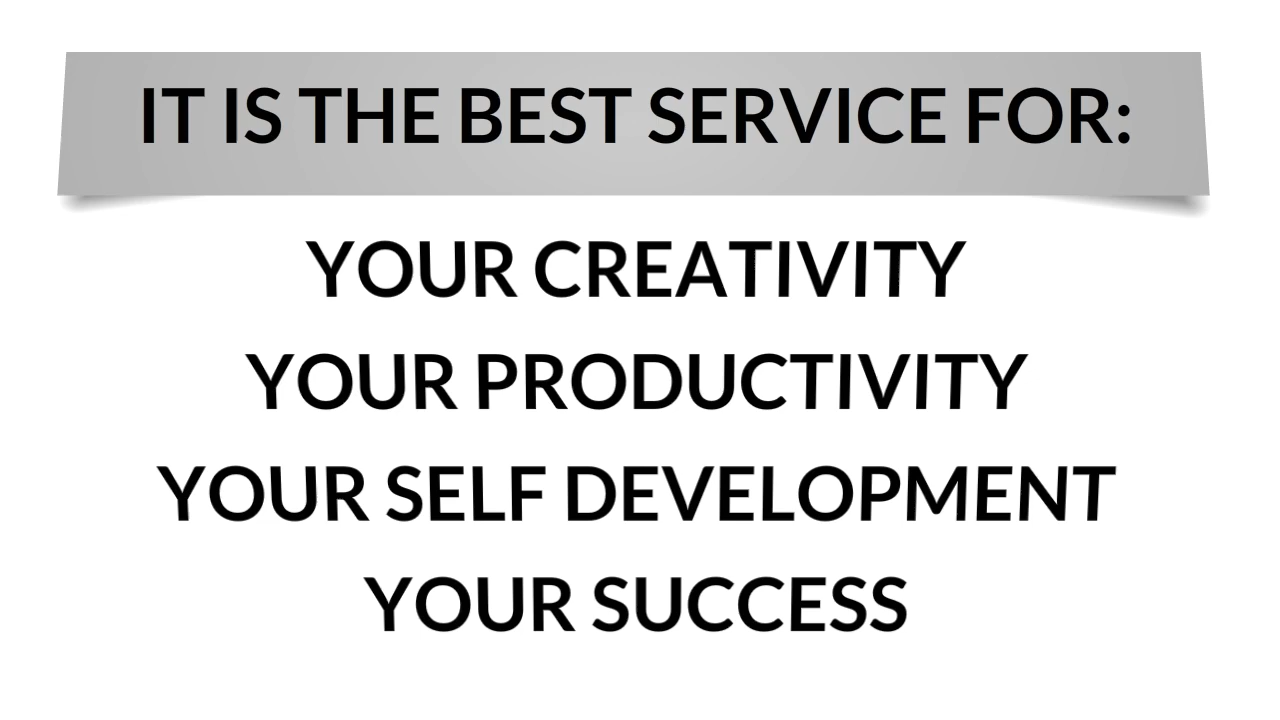 IT IS THE BEST SERVICE FOR:
YOUR CREATIVITY
YOUR PRODUCTIVITY
YOUR SELF DEVELOPMENT
YOUR SUCCESS